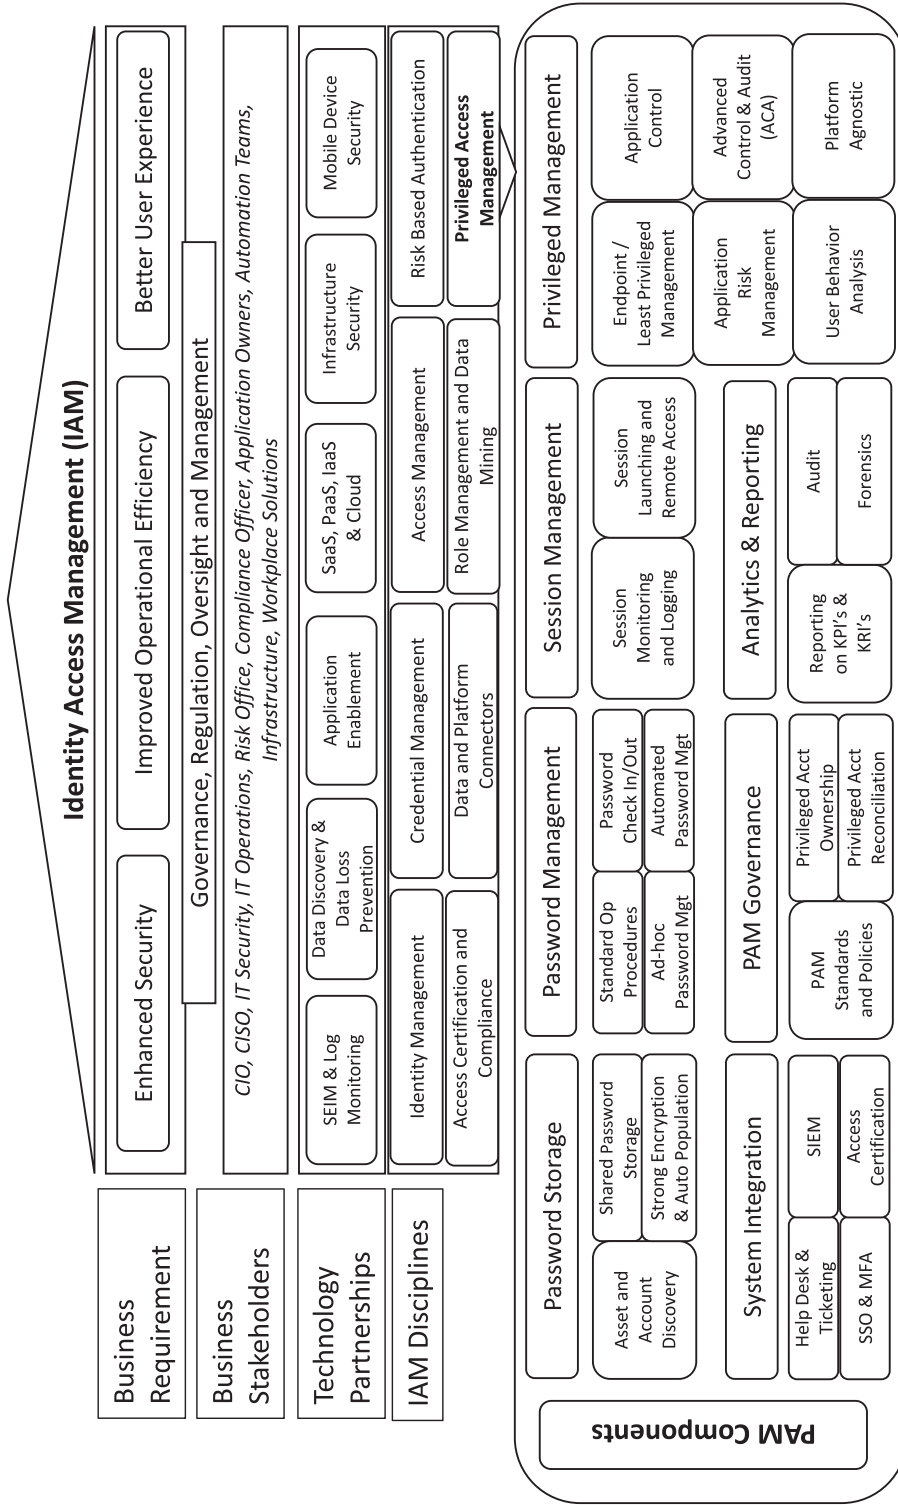 Identity Access Management (IAM)
Business
Requirement
Enhanced Security
Improved Operational Efficiency
Better User Experience
Governance, Regulation, Oversight and Management
Business
Stakeholders
CIO, CISO, IT Security, IT Operations, Risk Office, Compliance Officer, Application Owners, Automation Teams,
Infrastructure, Workplace Solutions
Technology
Partnerships
SEIM & Log
Monitoring
Data Discovery &
Data Loss
Prevention
Application
Enablement
SaaS, PaaS, IaaS
& Cloud
Infrastructure
Security
Mobile Device
Security
IAM Disciplines
Identity Management
Credential Management
Access Management
Risk Based Authentication
Access Certification and
Compliance
Data and Platform
Connectors
Role Management and Data
Mining
Privileged Access
Management
PAM Components
Password Storage
Asset and
Account
Discovery
Shared Password
Storage
Strong Encryption
& Auto Population
Password Management
Standard Op
Procedures
Password
Check In/Out
Ad-hoc
Password Mgt
Automated
Password Mgt
Session Management
Session
Monitoring
and Logging
Session
Launching and
Remote Access
Privileged Management
Endpoint /
Least Privileged
Management
Application
Control
Application
Risk
Management
Advanced
Control & Audit
(ACA)
User Behavior
Analysis
Platform
Agnostic
System Integration
Help Desk &
Ticketing
SIEM
SSO & MFA
Access
Certification
PAM Governance
PAM
Standards
and Policies
Privileged Acct
Ownership
Privileged Acct
Reconciliation
Analytics & Reporting
Reporting
on KPI's &
KRI's
Audit
Forensics